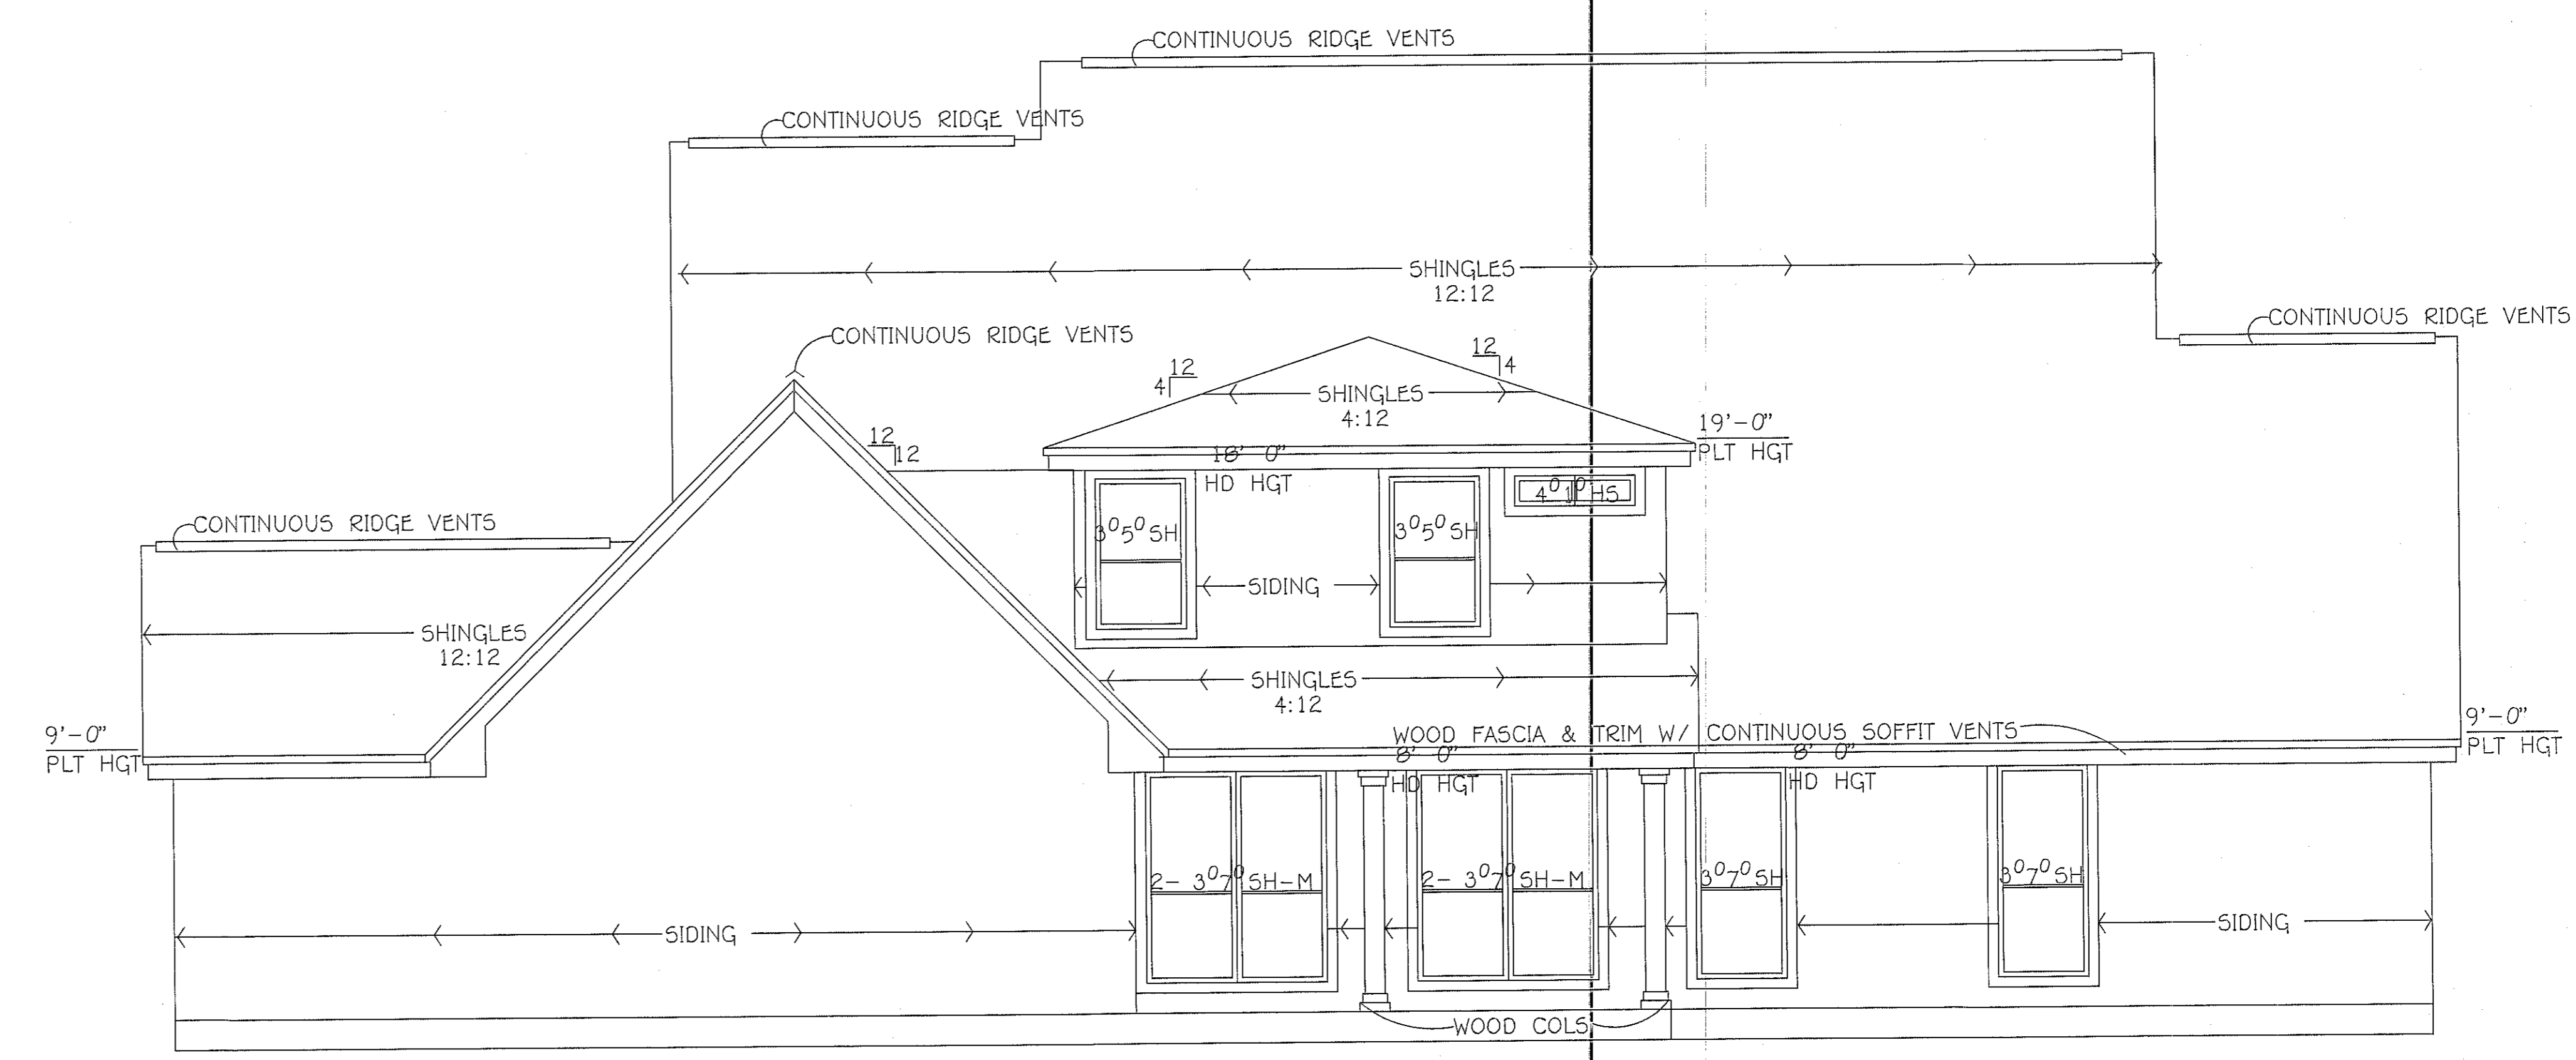 CONTINUOUS RIDGE VENTS
CONTINUOUS RIDGE VENTS
SHINGLES
12:12
CONTINUOUS RIDGE VENTS
CONTINUOUS RIDGE VENTS
12
4
12
4
SHINGLES
4:12
19'-0"
PLT HGT
12
12
18'-0"
HD HGT
4⁰1⁰HS
CONTINUOUS RIDGE VENTS
3⁰5⁰SH
3⁰5⁰SH
SIDING
SHINGLES
12:12
SHINGLES
4:12
9'-0"
PLT HGT
WOOD FASCIA & TRIM W/ CONTINUOUS SOFFIT VENTS
9'-0"
PLT HGT
8'-0"
HD HGT
8'-0"
HD HGT
2- 3⁰7⁰SH-M
2- 3⁰7⁰SH-M
3⁰7⁰SH
3⁰7⁰SH
SIDING
SIDING
WOOD COLS